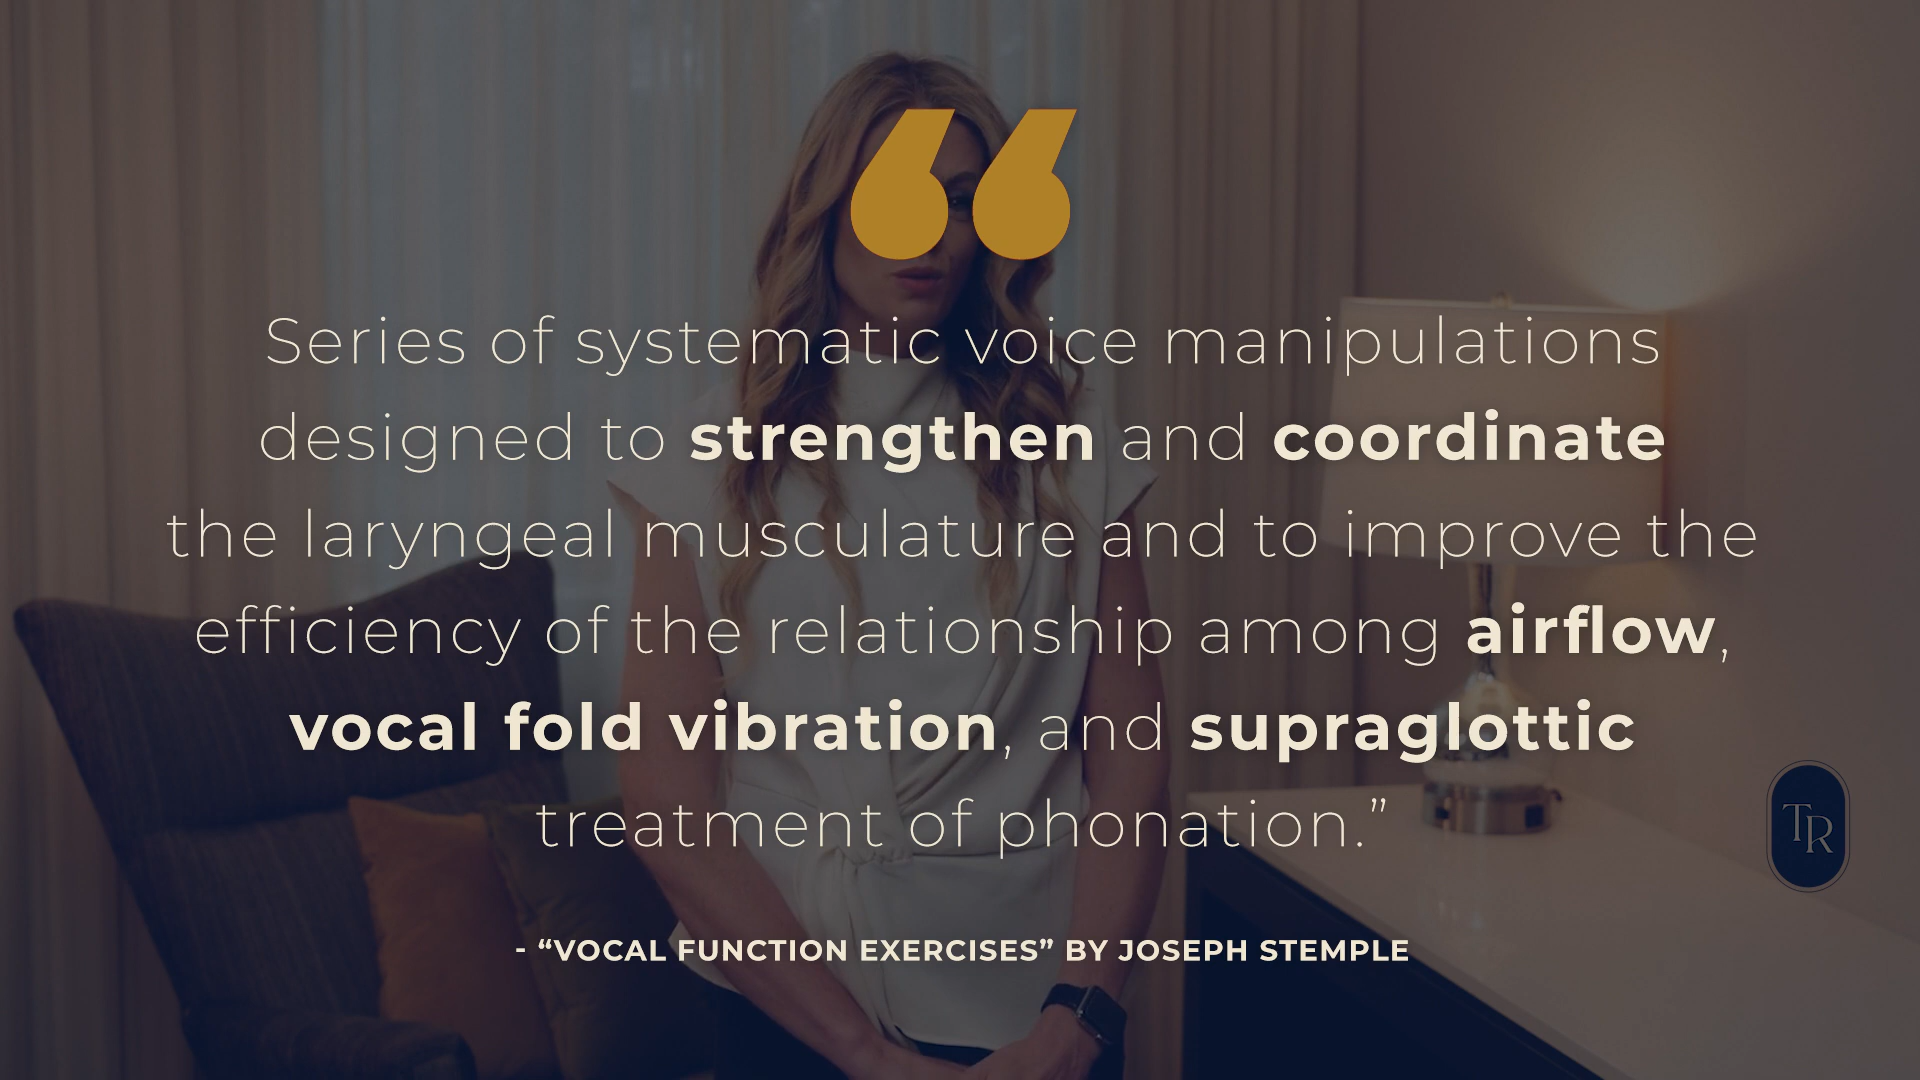 “
Series of systematic voice manipulations
designed to strengthen and coordinate
the laryngeal musculature and to improve the
efficiency of the relationship among airflow,
vocal fold vibration, and supraglottic
treatment of phonation.”
TR
- “VOCAL FUNCTION EXERCISES” BY JOSEPH STEMPLE